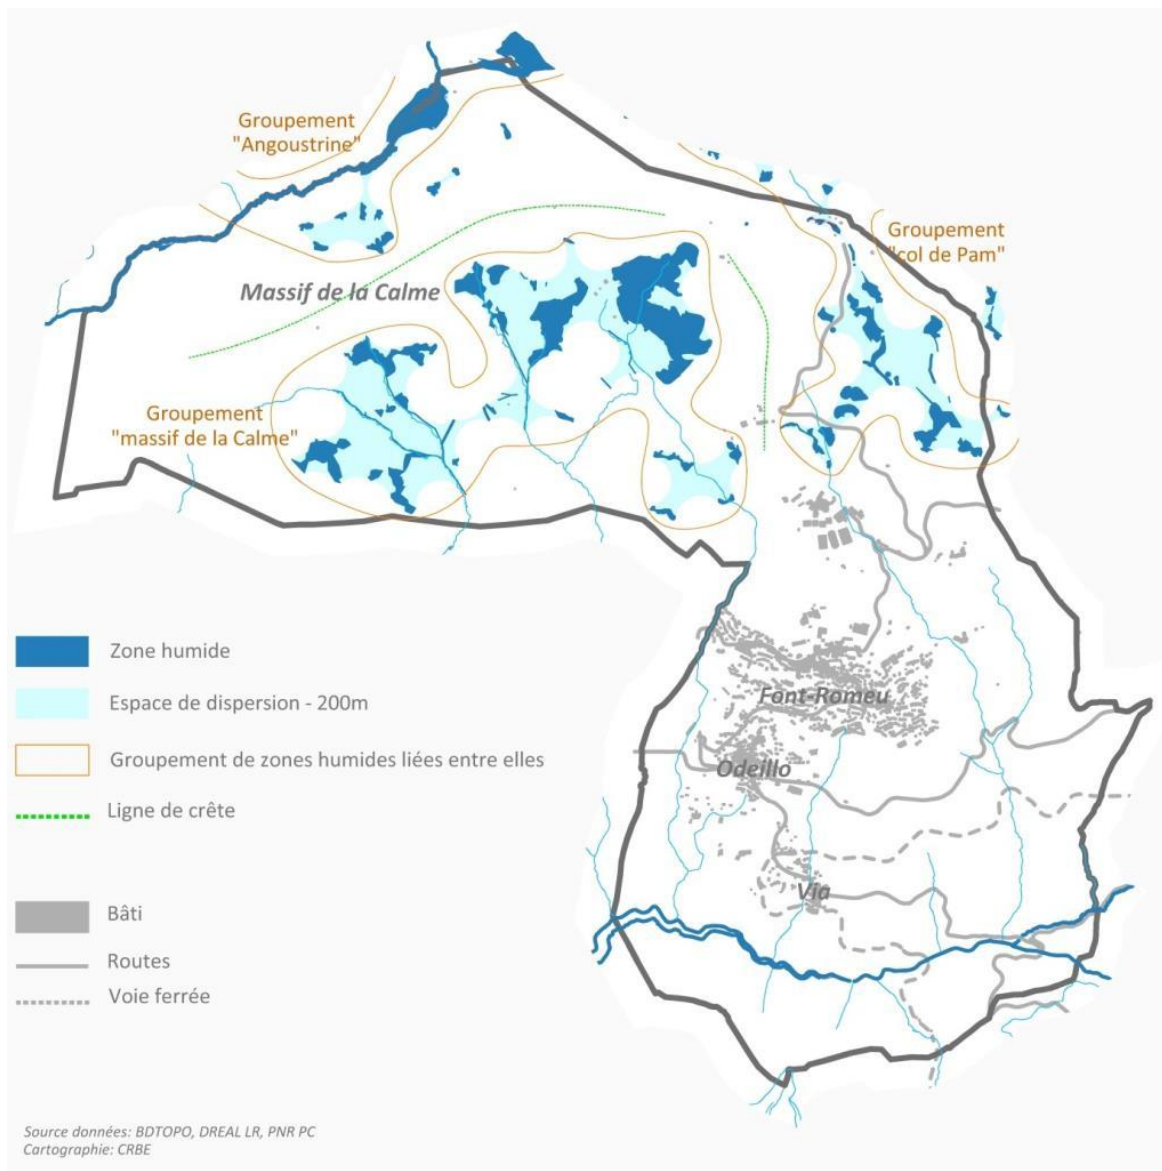 Groupement
"Angoustrine"
Groupement
"col de Pam"
Massif de la Calme
Groupement
"massif de la Calme"
Zone humide
Espace de dispersion - 200m
Groupement de zones humides liées entre elles
Ligne de crête
Bâti
Routes
Voie ferrée
Font-Romeu
Odeillo
Via
Source données: BDTOPO, DREAL LR, PNR PC
Cartographie: CRBE